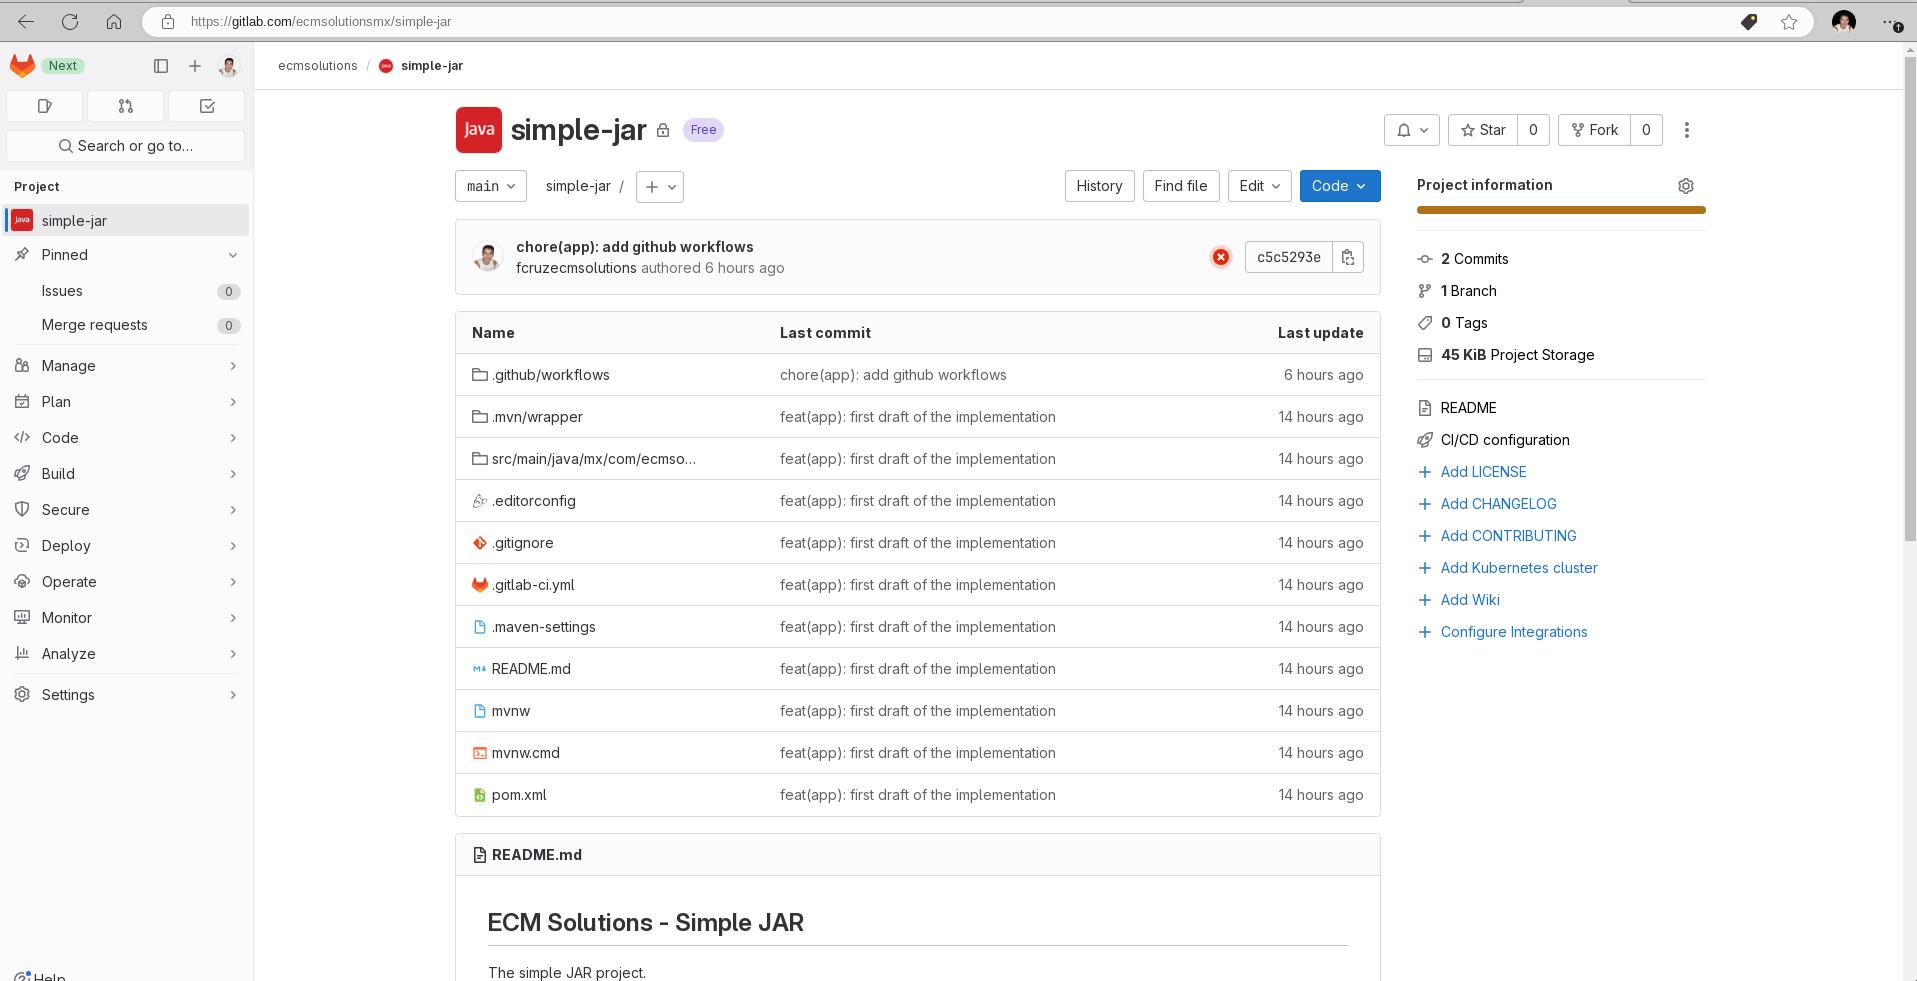 https://gitlab.com/ecmsolutionsmx/simple-jar
Next
Search or go to…
Project
Java simple-jar
Pinned
Issues 0
Merge requests 0
Manage
Plan
Code
Build
Secure
Deploy
Operate
Monitor
Analyze
Settings
Help
ecmsolutions / simple-jar
Java simple-jar Free
Star 0 Fork 0
main simple-jar / History Find file Edit Code
chore(app): add github workflows
fcruzecmsolutions authored 6 hours ago
c5c5293e
Name Last commit Last update
.github/workflows chore(app): add github workflows 6 hours ago
.mvn/wrapper feat(app): first draft of the implementation 14 hours ago
src/main/java/mx/com/ecmso… feat(app): first draft of the implementation 14 hours ago
.editorconfig feat(app): first draft of the implementation 14 hours ago
.gitignore feat(app): first draft of the implementation 14 hours ago
.gitlab-ci.yml feat(app): first draft of the implementation 14 hours ago
.maven-settings feat(app): first draft of the implementation 14 hours ago
README.md feat(app): first draft of the implementation 14 hours ago
mvnw feat(app): first draft of the implementation 14 hours ago
mvnw.cmd feat(app): first draft of the implementation 14 hours ago
pom.xml feat(app): first draft of the implementation 14 hours ago
README.md
ECM Solutions - Simple JAR
The simple JAR project.
Project information
2 Commits
1 Branch
0 Tags
45 KiB Project Storage
README
CI/CD configuration
Add LICENSE
Add CHANGELOG
Add CONTRIBUTING
Add Kubernetes cluster
Add Wiki
Configure Integrations